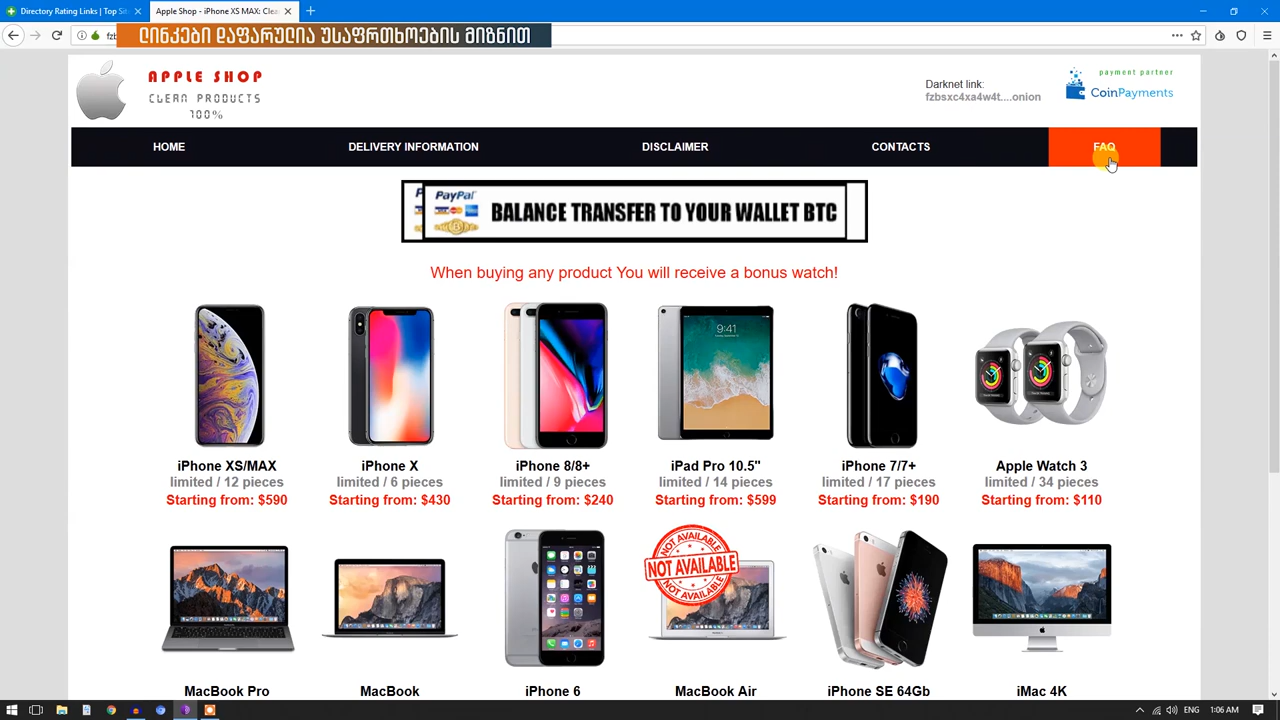 Directory Rating Links | Top Sit
Apple Shop - iPhone XS MAX: Clea
fzb
ᲚᲘᲜᲙᲔᲑᲘ ᲓᲐᲤᲐᲠᲣᲚᲘᲐ ᲣᲡᲐᲤᲠᲗᲮᲝᲔᲑᲘᲡ ᲛᲘᲖᲜᲘᲗ
APPLE SHOP
CLEAN PRODUCTS
100%
Darknet link:
fzbsxc4xa4w4t....onion
payment partner
CoinPayments
HOME
DELIVERY INFORMATION
DISCLAIMER
CONTACTS
FAQ
PayPal
BALANCE TRANSFER TO YOUR WALLET BTC
When buying any product You will receive a bonus watch!
iPhone XS/MAX
limited / 12 pieces
Starting from: $590
iPhone X
limited / 6 pieces
Starting from: $430
iPhone 8/8+
limited / 9 pieces
Starting from: $240
iPad Pro 10.5"
limited / 14 pieces
Starting from: $599
iPhone 7/7+
limited / 17 pieces
Starting from: $190
Apple Watch 3
limited / 34 pieces
Starting from: $110
9:41
NOT AVAILABLE
NOT AVAILABLE
NOT AVAILABLE
MacBook Pro
MacBook
iPhone 6
MacBook Air
iPhone SE 64Gb
iMac 4K
ENG
1:06 AM